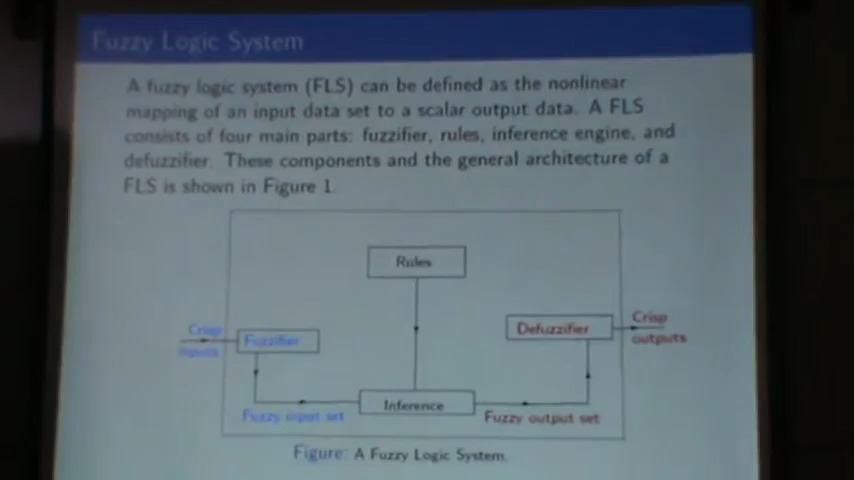 Fuzzy Logic System
A fuzzy logic system (FLS) can be defined as the nonlinear
mapping of an input data set to a scalar output data. A FLS
consists of four main parts: fuzzifier, rules, inference engine, and
defuzzifier. These components and the general architecture of a
FLS is shown in Figure 1.
Rules
Crisp
inputs
Fuzzifier
Defuzzifier
Crisp
outputs
Inference
Fuzzy input set
Fuzzy output set
Figure: A Fuzzy Logic System.